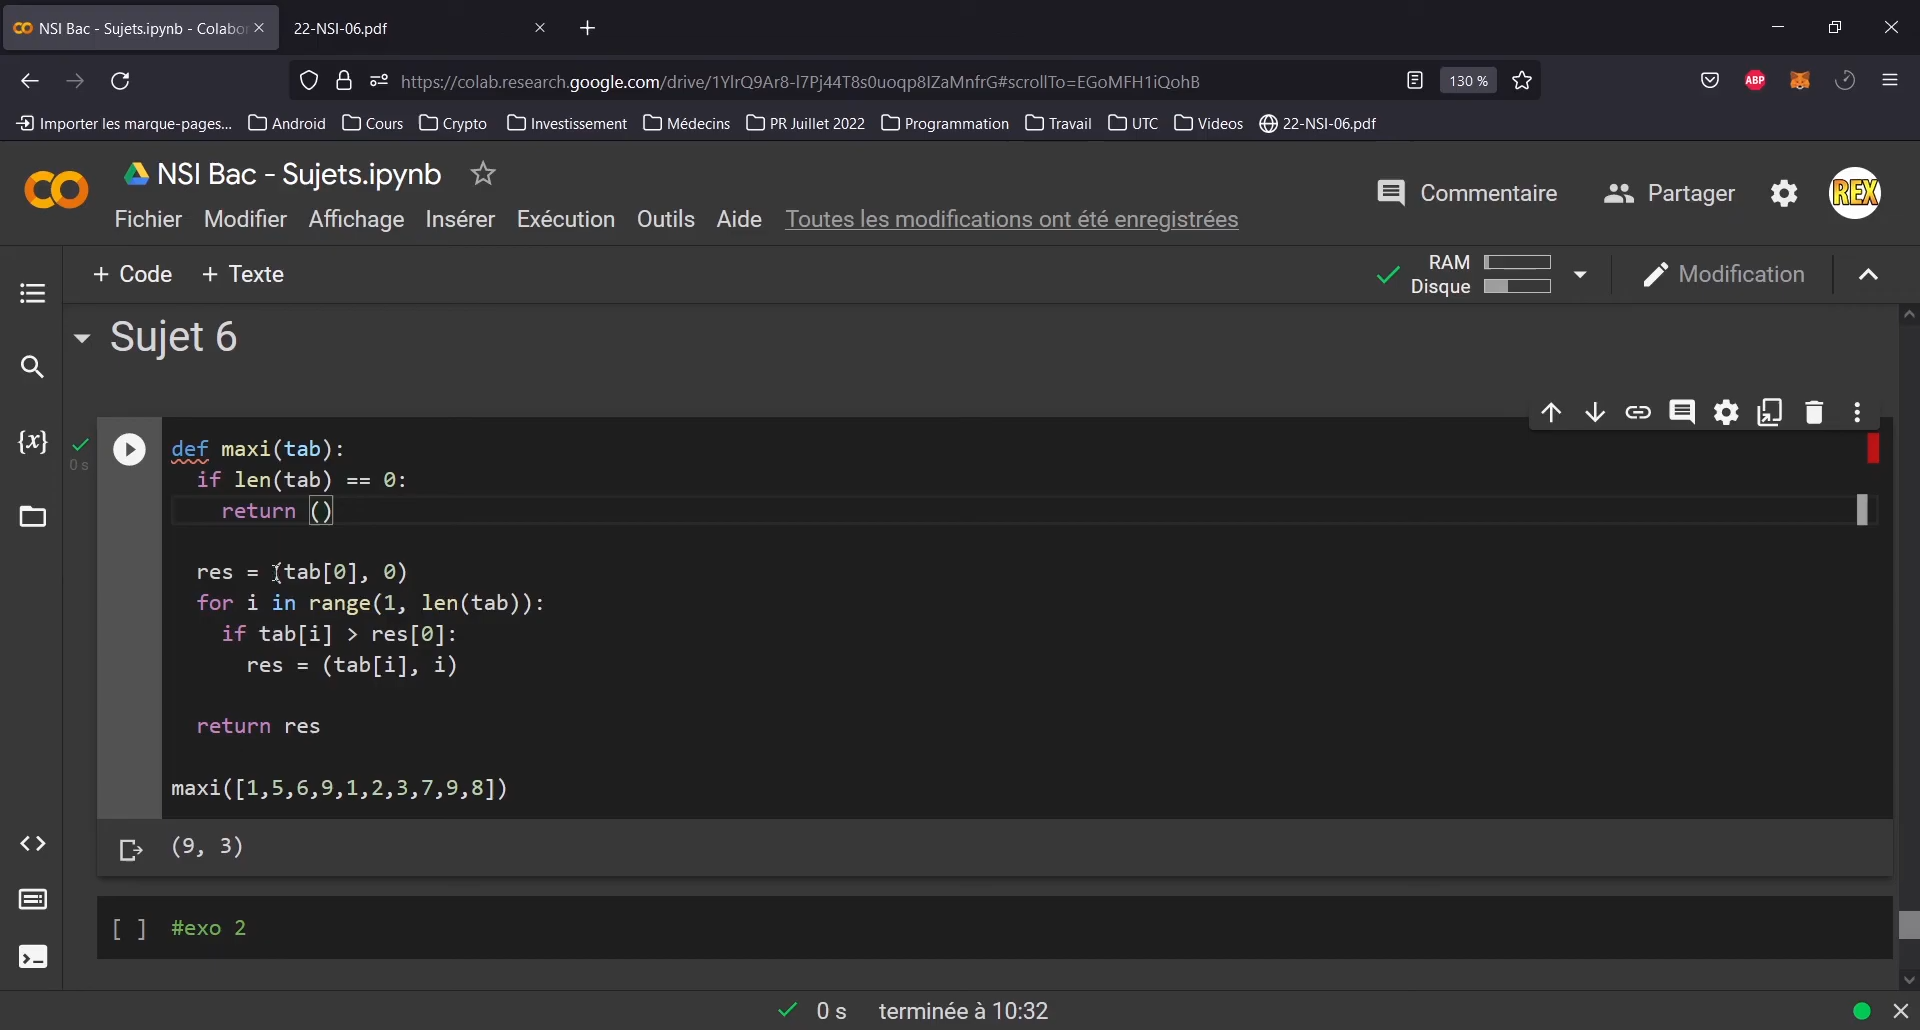 NSI Bac - Sujets.ipynb - Colabor
22-NSI-06.pdf
https://colab.research.google.com/drive/1YlrQ9Ar8-l7Pj44T8s0uoqp8IZaMnfrG#scrollTo=EGoMFH1iQohB
130 %
ABP
Importer les marque-pages...
Android
Cours
Crypto
Investissement
Médecins
PR Juillet 2022
Programmation
Travail
UTC
Videos
22-NSI-06.pdf
NSI Bac - Sujets.ipynb
Commentaire
Partager
REX
Fichier Modifier Affichage Insérer Exécution Outils Aide Toutes les modifications ont été enregistrées
+ Code + Texte
RAM
Disque
Modification
Sujet 6
{x}
0 s
def maxi(tab):
  if len(tab) == 0:
    return ()
  res = (tab[0], 0)
  for i in range(1, len(tab)):
    if tab[i] > res[0]:
      res = (tab[i], i)
  return res
maxi([1,5,6,9,1,2,3,7,9,8])
(9, 3)
[ ] #exo 2
0 s terminée à 10:32